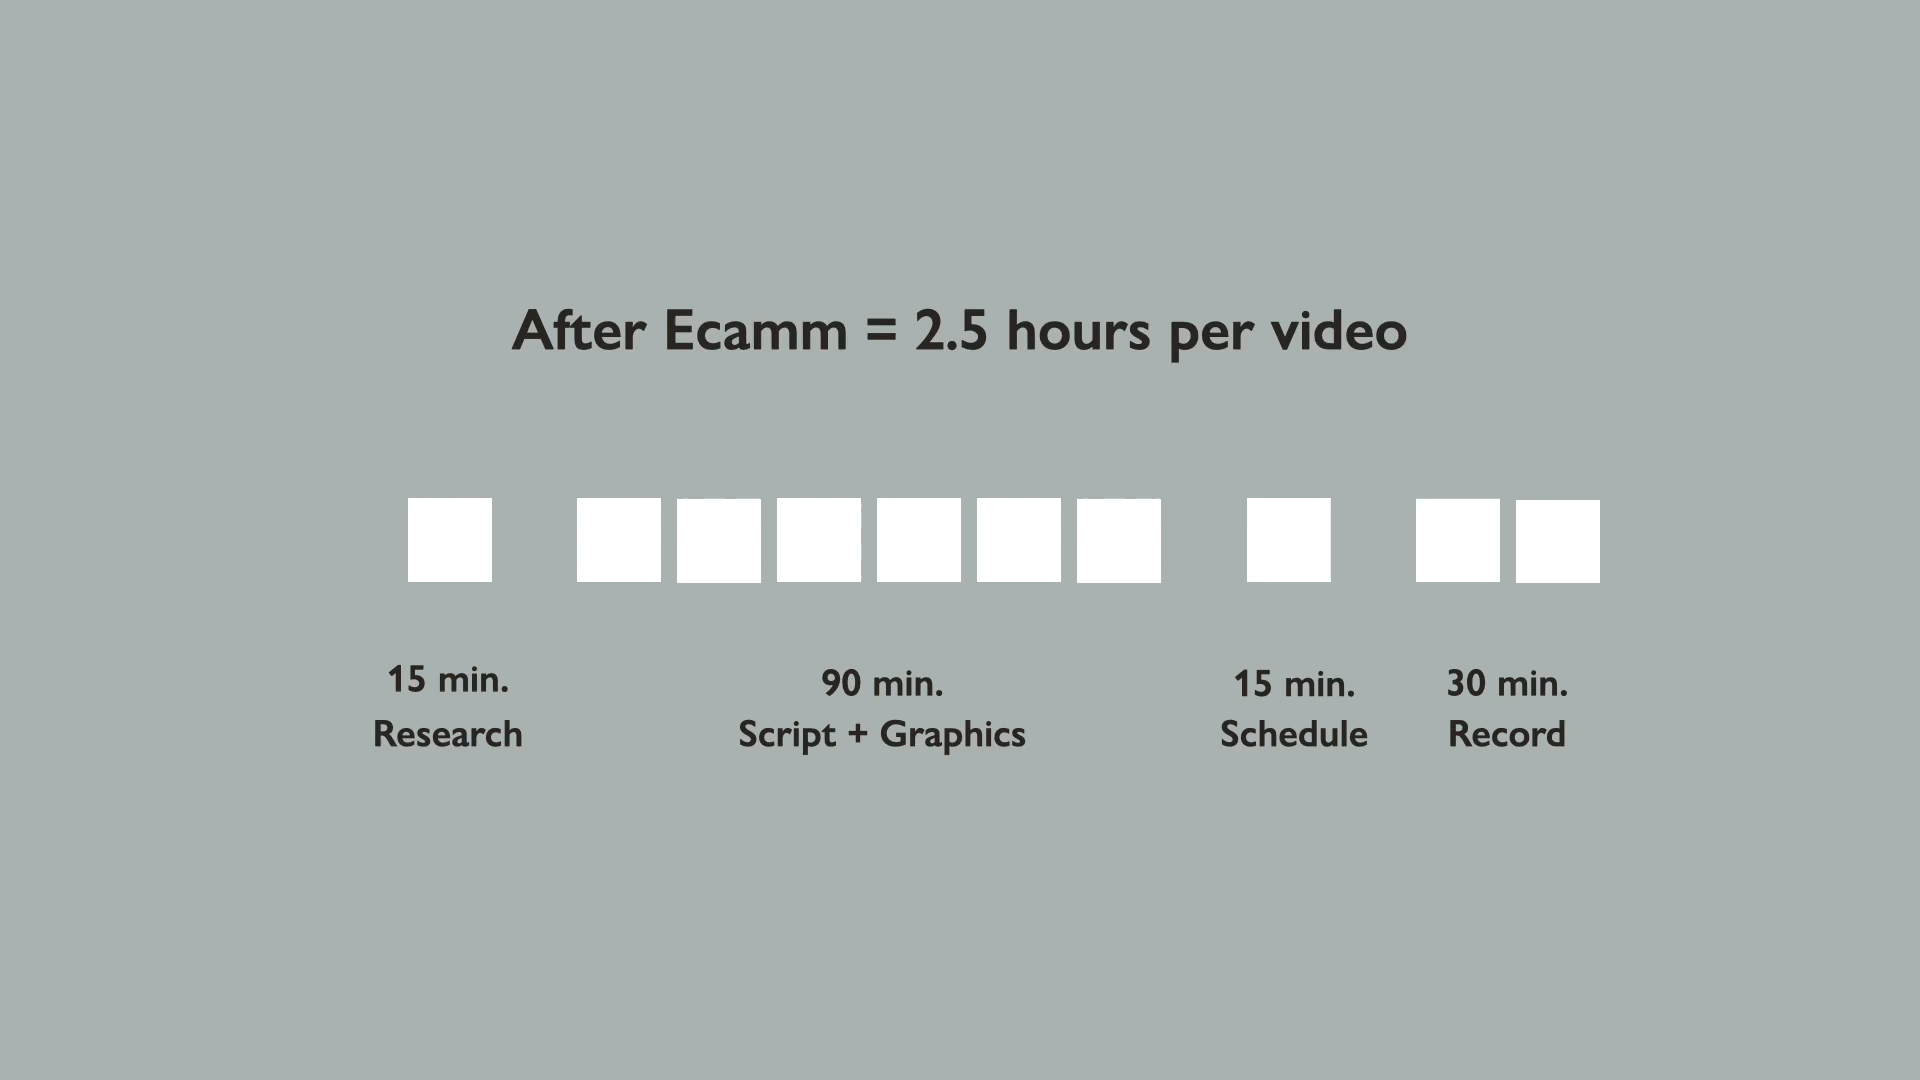 After Ecamm = 2.5 hours per video
15 min.
Research
90 min.
Script + Graphics
15 min.
Schedule
30 min.
Record